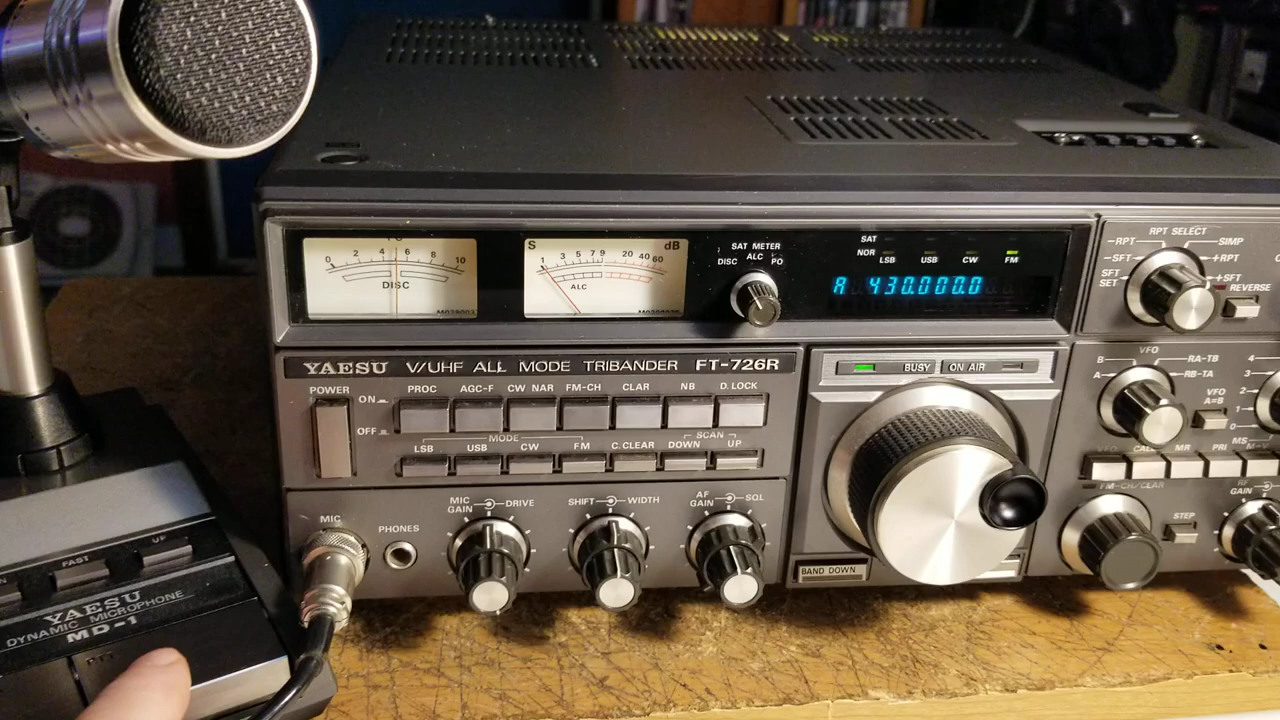 0 2 4 6 8 10
DISC
S dB
1 3 5 7 9 20 40 60
ALC
SAT METER
ALC
DISC PO
SAT
NOR
LSB USB CW FM
A 430.000.0
RPT SELECT
-RPT SIMP
-SFT +RPT
SFT SET +SFT
REVERSE
YAESU V/UHF ALL MODE TRIBANDER FT-726R
POWER
ON
OFF
PROC AGC-F CW NAR FM-CH CLAR NB D.LOCK
MODE SCAN
LSB USB CW FM C.CLEAR DOWN UP
BUSY ON AIR
VFO
B RA-TB
A RB-TA
VFO
A=B
4
3
2
1
0
VFO CALL MR PRI MS M-V
FM-CH/CLAR
STEP
RF
GAIN
MIC
PHONES
MIC
GAIN DRIVE
SHIFT WIDTH
AF
GAIN SQL
BAND DOWN
FAST UP
YAESU
DYNAMIC MICROPHONE
MD-1
PTT